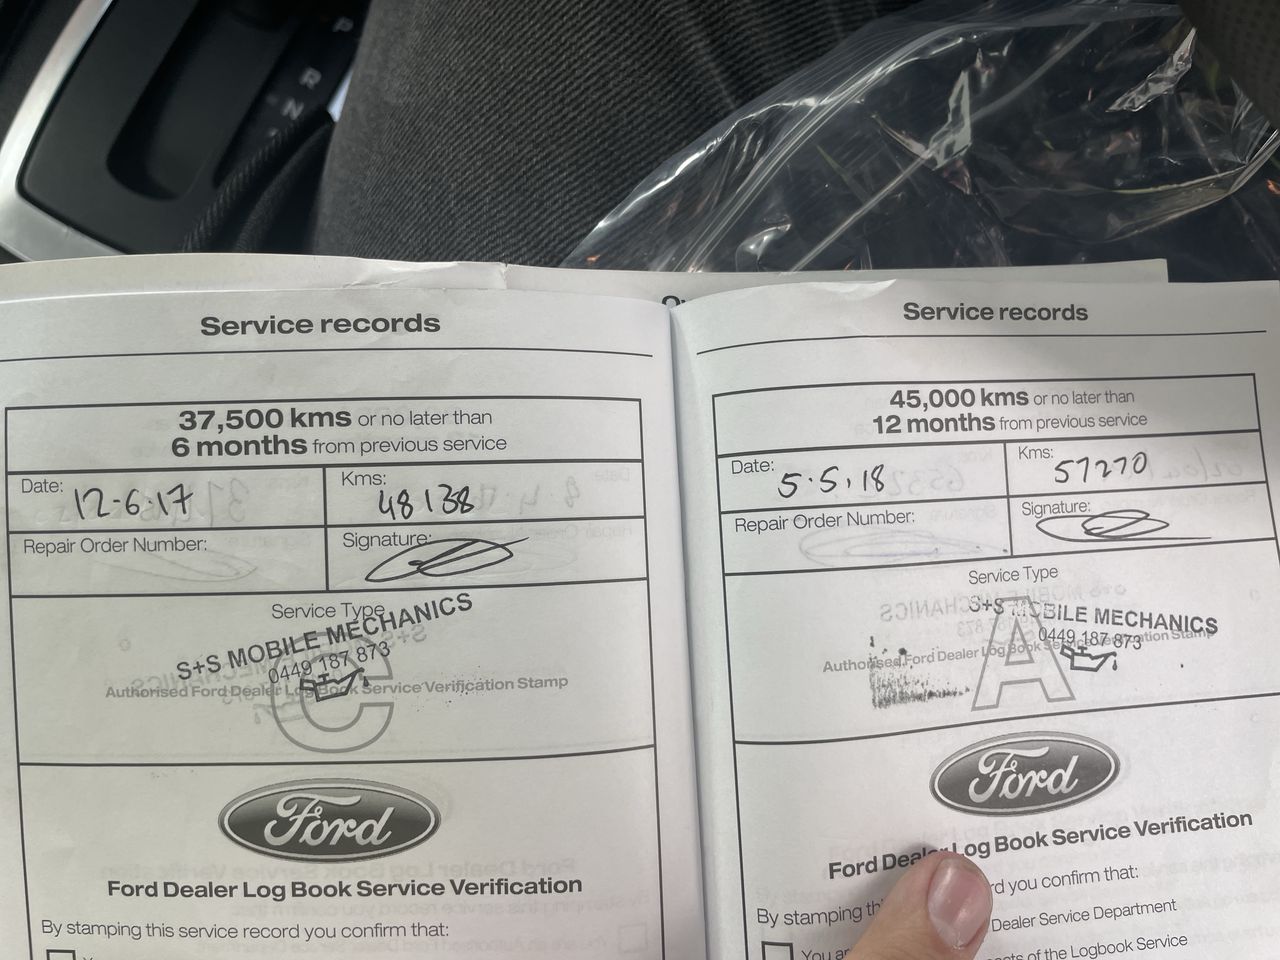 P
R
N
Service records
37,500 kms or no later than
6 months from previous service
Date: 12-6-17
Kms: 48138
Repair Order Number:
Signature:
Service Type
C
S+S MOBILE MECHANICS
0449 187 873
Authorised Ford Dealer Log Book Service Verification Stamp
Ford
Ford Dealer Log Book Service Verification
By stamping this service record you confirm that:
Service records
45,000 kms or no later than
12 months from previous service
Date: 5.5.18
Kms: 57270
Repair Order Number:
Signature:
Service Type
A
S+S MOBILE MECHANICS
0449 187 873
Authorised Ford Dealer Log Book Service Verification Stamp
Ford
Ford Dealer Log Book Service Verification
By stamping th rd you confirm that:
Dealer Service Department
You ar cts of the Logbook Service